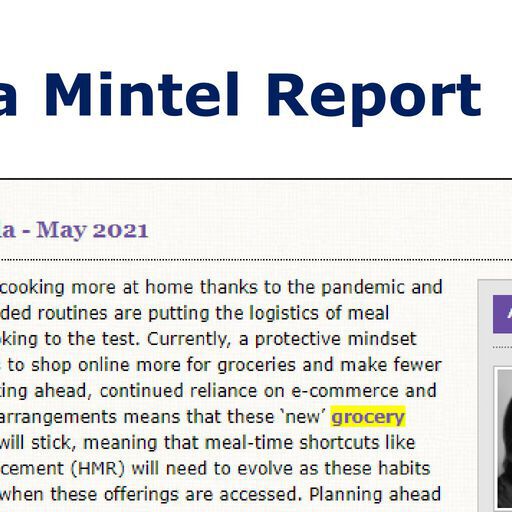 a Mintel Report
a - May 2021
cooking more at home thanks to the pandemic and
ded routines are putting the logistics of meal
king to the test. Currently, a protective mindset
s to shop online more for groceries and make fewer
ing ahead, continued reliance on e-commerce and
arrangements means that these ‘new’ grocery
will stick, meaning that meal-time shortcuts like
cement (HMR) will need to evolve as these habits
when these offerings are accessed. Planning ahead